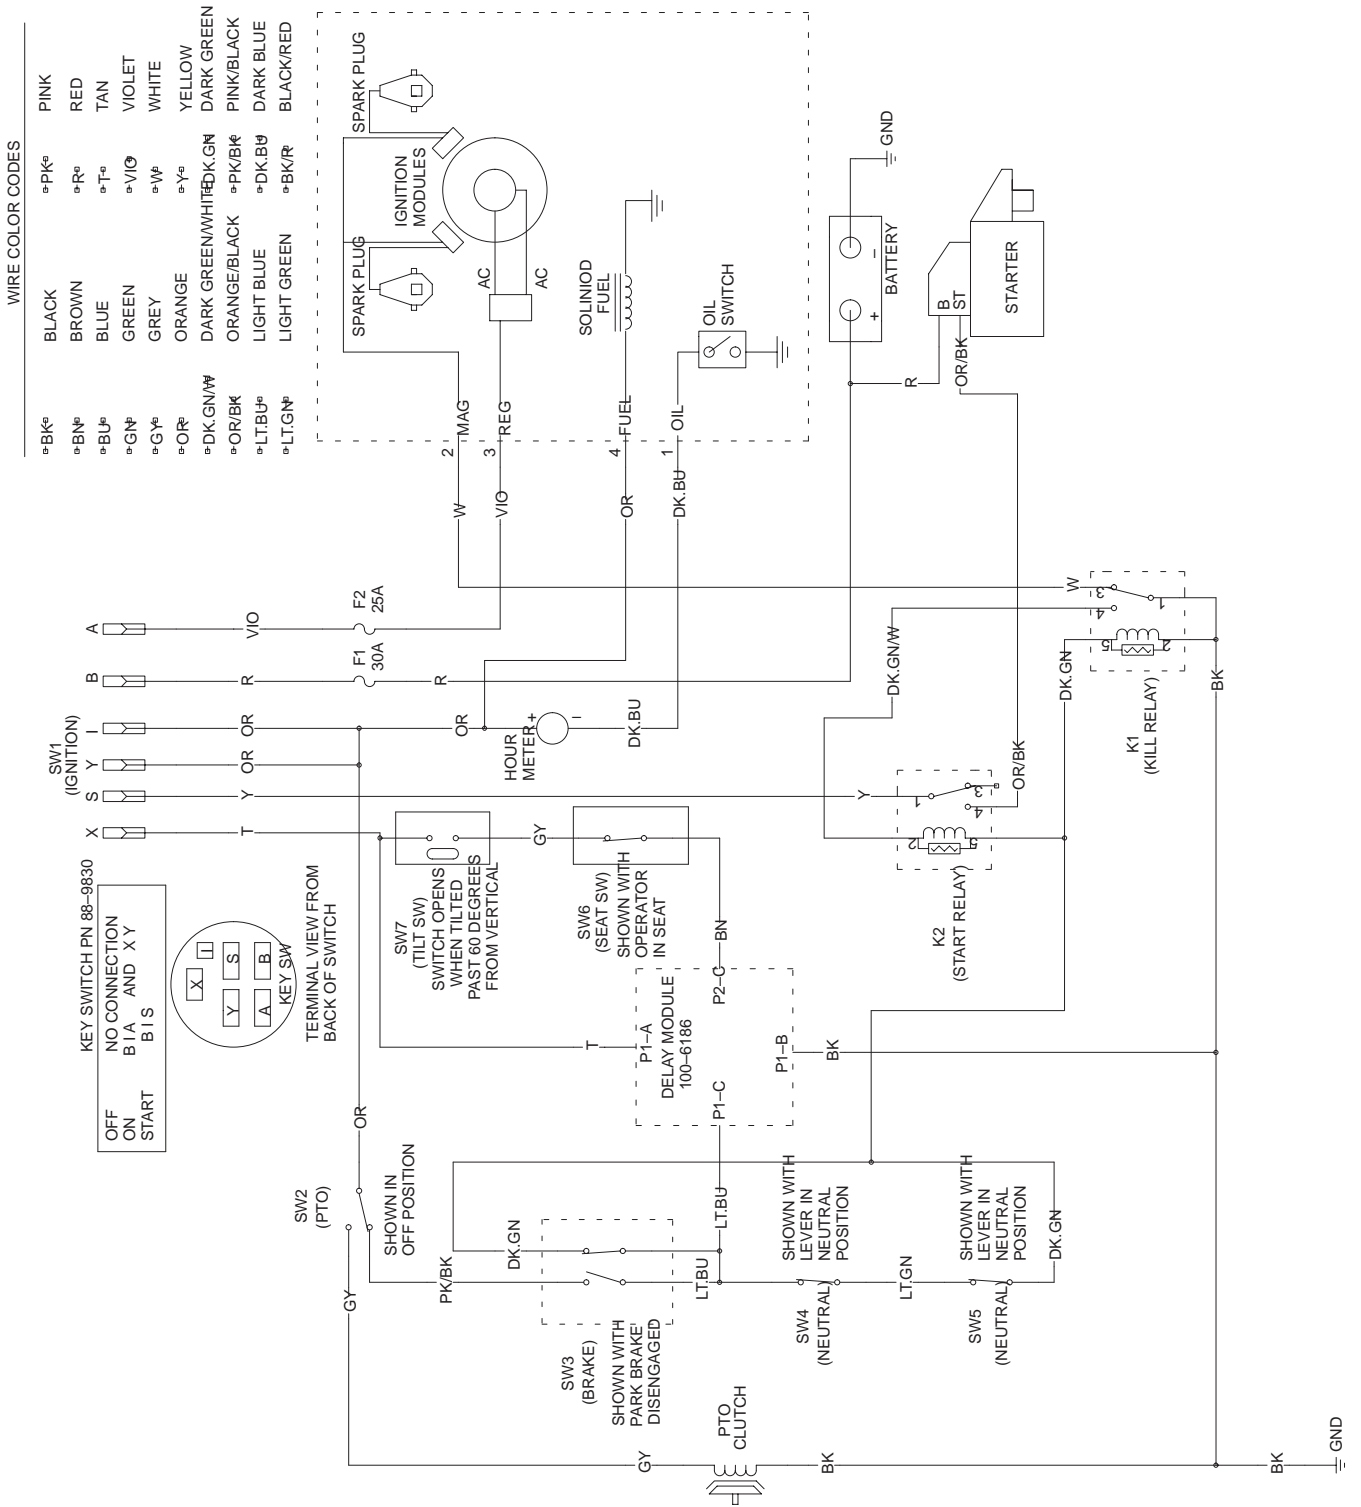 WIRE COLOR CODES
BK BLACK PK PINK
BN BROWN R RED
BU BLUE T TAN
GN GREEN VIO VIOLET
GY GREY W WHITE
OR ORANGE Y YELLOW
DK.GN/W DARK GREEN/WHITE DK.GN DARK GREEN
OR/BK ORANGE/BLACK PK/BK PINK/BLACK
LT.BU LIGHT BLUE DK.BU DARK BLUE
LT.GN LIGHT GREEN BK/R BLACK/RED
SPARK PLUG
SPARK PLUG
IGNITION
MODULES
AC
AC
SOLINIOD
FUEL
OIL
SWITCH
2 MAG
3 REG
4 FUEL
1 OIL
W
VIO
OR
DK.BU
GND
+
-
BATTERY
B
ST
STARTER
R
OR/BK
SW1
(IGNITION)
A
B
I
Y
S
X
VIO
R
OR
OR
Y
T
F2
25A
F1
30A
R
OR
HOUR
METER
+
-
DK.BU
KEY SWITCH PN 88–9830
OFF NO CONNECTION
ON B I A AND X Y
START B I S
X
I
Y
S
A
B
KEY SW
TERMINAL VIEW FROM
BACK OF SWITCH
SW7
(TILT SW)
SWITCH OPENS
WHEN TILTED
PAST 60 DEGREES
FROM VERTICAL
GY
SW6
(SEAT SW)
SHOWN WITH
OPERATOR
IN SEAT
BN
Y
1
3
4
2
5
K2
(START RELAY)
OR/BK
DK.GN/W
W
3
4
1
5
2
DK.GN
K1
(KILL RELAY)
BK
T
P1–A
P2–C
DELAY MODULE
100–6186
P1–C
P1–B
BK
OR
SW2
(PTO)
SHOWN IN
OFF POSITION
GY
PK/BK
DK.GN
LT.BU
LT.BU
SW3
(BRAKE)
SHOWN WITH
PARK BRAKE
DISENGAGED
SHOWN WITH
LEVER IN
NEUTRAL
POSITION
SW4
(NEUTRAL)
LT.GN
SHOWN WITH
LEVER IN
NEUTRAL
POSITION
SW5
(NEUTRAL)
DK.GN
GY
PTO
CLUTCH
BK
BK
GND